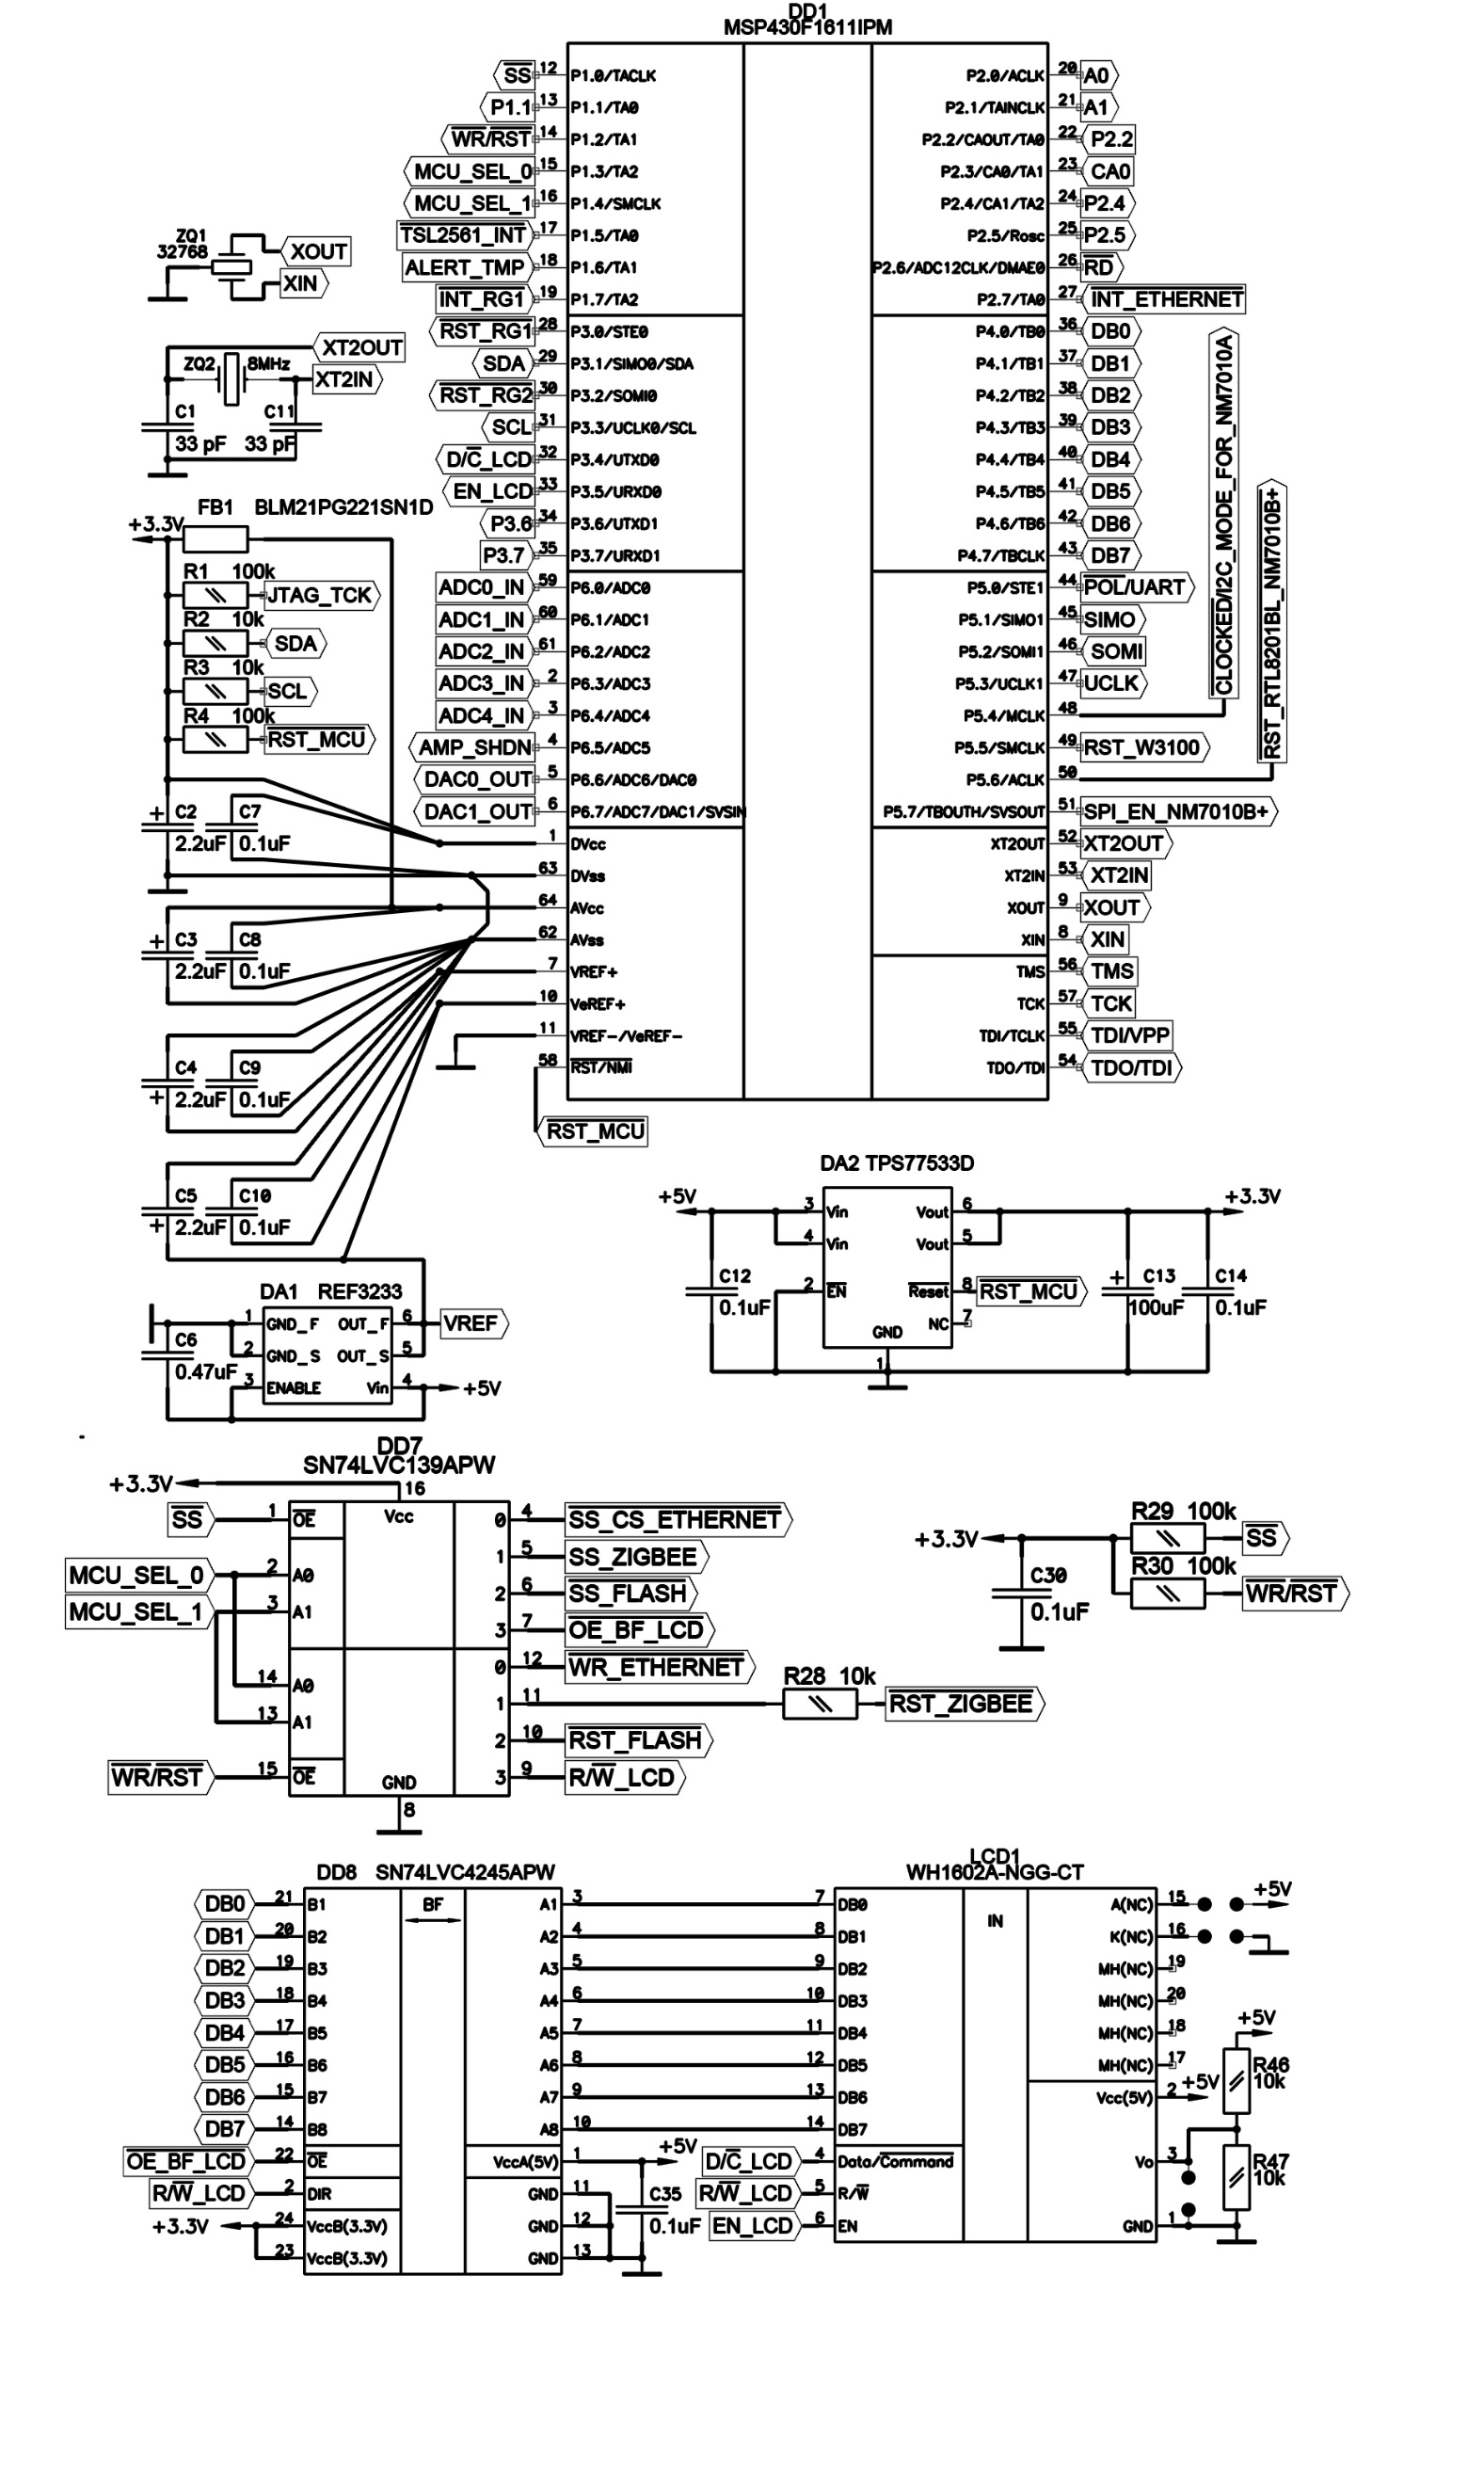 DD1
MSP430F1611IPM
SS 12 P1.0/TACLK P2.0/ACLK 20 A0
P1.1 13 P1.1/TA0 P2.1/TAINCLK 21 A1
WR/RST 14 P1.2/TA1 P2.2/CAOUT/TA0 22 P2.2
MCU_SEL_0 15 P1.3/TA2 P2.3/CA0/TA1 23 CA0
MCU_SEL_1 16 P1.4/SMCLK P2.4/CA1/TA2 24 P2.4
TSL2561_INT 17 P1.5/TA0 P2.5/Rosc 25 P2.5
ALERT_TMP 18 P1.6/TA1 P2.6/ADC12CLK/DMAE0 26 RD
INT_RG1 19 P1.7/TA2 P2.7/TA0 27 INT_ETHERNET
RST_RG1 28 P3.0/STE0 P4.0/TB0 36 DB0
SDA 29 P3.1/SIMO0/SDA P4.1/TB1 37 DB1
RST_RG2 30 P3.2/SOMI0 P4.2/TB2 38 DB2
SCL 31 P3.3/UCLK0/SCL P4.3/TB3 39 DB3
D/C_LCD 32 P3.4/UTXD0 P4.4/TB4 40 DB4
EN_LCD 33 P3.5/URXD0 P4.5/TB5 41 DB5
P3.6 34 P3.6/UTXD1 P4.6/TB6 42 DB6
P3.7 35 P3.7/URXD1 P4.7/TBCLK 43 DB7
ADC0_IN 59 P6.0/ADC0 P5.0/STE1 44 POL/UART
ADC1_IN 60 P6.1/ADC1 P5.1/SIMO1 45 SIMO
ADC2_IN 61 P6.2/ADC2 P5.2/SOMI1 46 SOMI
ADC3_IN 2 P6.3/ADC3 P5.3/UCLK1 47 UCLK
ADC4_IN 3 P6.4/ADC4 P5.4/MCLK 48
AMP_SHDN 4 P6.5/ADC5 P5.5/SMCLK 49 RST_W3100
DAC0_OUT 5 P6.6/ADC6/DAC0 P5.6/ACLK 50
DAC1_OUT 6 P6.7/ADC7/DAC1/SVSIN P5.7/TBOUTH/SVSOUT 51 SPI_EN_NM7010B+
1 DVcc XT2OUT 52 XT2OUT
63 DVss XT2IN 53 XT2IN
64 AVcc XOUT 9 XOUT
62 AVss XIN 8 XIN
7 VREF+ TMS 56 TMS
10 VeREF+ TCK 57 TCK
11 VREF-/VeREF- TDI/TCLK 55 TDI/VPP
58 RST/NMI TDO/TDI 54 TDO/TDI
RST_MCU
CLOCKED/I2C_MODE_FOR_NM7010A
RST_RTL8201BL_NM7010B+
ZQ1
32768
XOUT
XIN
XT2OUT
ZQ2 8MHz
XT2IN
C1 C11
33 pF 33 pF
FB1 BLM21PG221SN1D
+3.3V
R1 100k
JTAG_TCK
R2 10k
SDA
R3 10k
SCL
R4 100k
RST_MCU
+ C2 C7
2.2uF 0.1uF
+ C3 C8
2.2uF 0.1uF
C4 C9
+ 2.2uF 0.1uF
C5 C10
+ 2.2uF 0.1uF
DA1 REF3233
1 GND_F OUT_F 6 VREF
C6
0.47uF
2 GND_S OUT_S 5
3 ENABLE Vin 4 +5V
DA2 TPS77533D
+5V +3.3V
3 Vin Vout 6
4 Vin Vout 5
2 EN Reset 8 RST_MCU
NC 7
GND
1
C12
0.1uF
+ C13
100uF
C14
0.1uF
DD7
SN74LVC139APW
+3.3V
16
Vcc
SS 1 OE 0 4 SS_CS_ETHERNET
1 5 SS_ZIGBEE
MCU_SEL_0 2 A0 2 6 SS_FLASH
MCU_SEL_1 3 A1 3 7 OE_BF_LCD
0 12 WR_ETHERNET
14 A0 1 11 R28 10k RST_ZIGBEE
13 A1 2 10 RST_FLASH
WR/RST 15 OE 3 9 R/W_LCD
GND
8
+3.3V
R29 100k
SS
R30 100k
WR/RST
C30
0.1uF
DD8 SN74LVC4245APW
BF
DB0 21 B1 A1 3
DB1 20 B2 A2 4
DB2 19 B3 A3 5
DB3 18 B4 A4 6
DB4 17 B5 A5 7
DB5 16 B6 A6 8
DB6 15 B7 A7 9
DB7 14 B8 A8 10
OE_BF_LCD 22 OE VccA(5V) 1 +5V
R/W_LCD 2 DIR GND 11
+3.3V 24 VccB(3.3V) GND 12
23 VccB(3.3V) GND 13
C35
0.1uF
LCD1
WH1602A-NGG-CT
IN
7 DB0 A(NC) 15 +5V
8 DB1 K(NC) 16
9 DB2 MH(NC) 19
10 DB3 MH(NC) 20
11 DB4 MH(NC) 18
12 DB5 MH(NC) 17
13 DB6 Vcc(5V) 2 +5V
14 DB7
D/C_LCD 4 Data/Command Vo 3
R/W_LCD 5 R/W
EN_LCD 6 EN GND 1
+5V
R46
10k
R47
10k